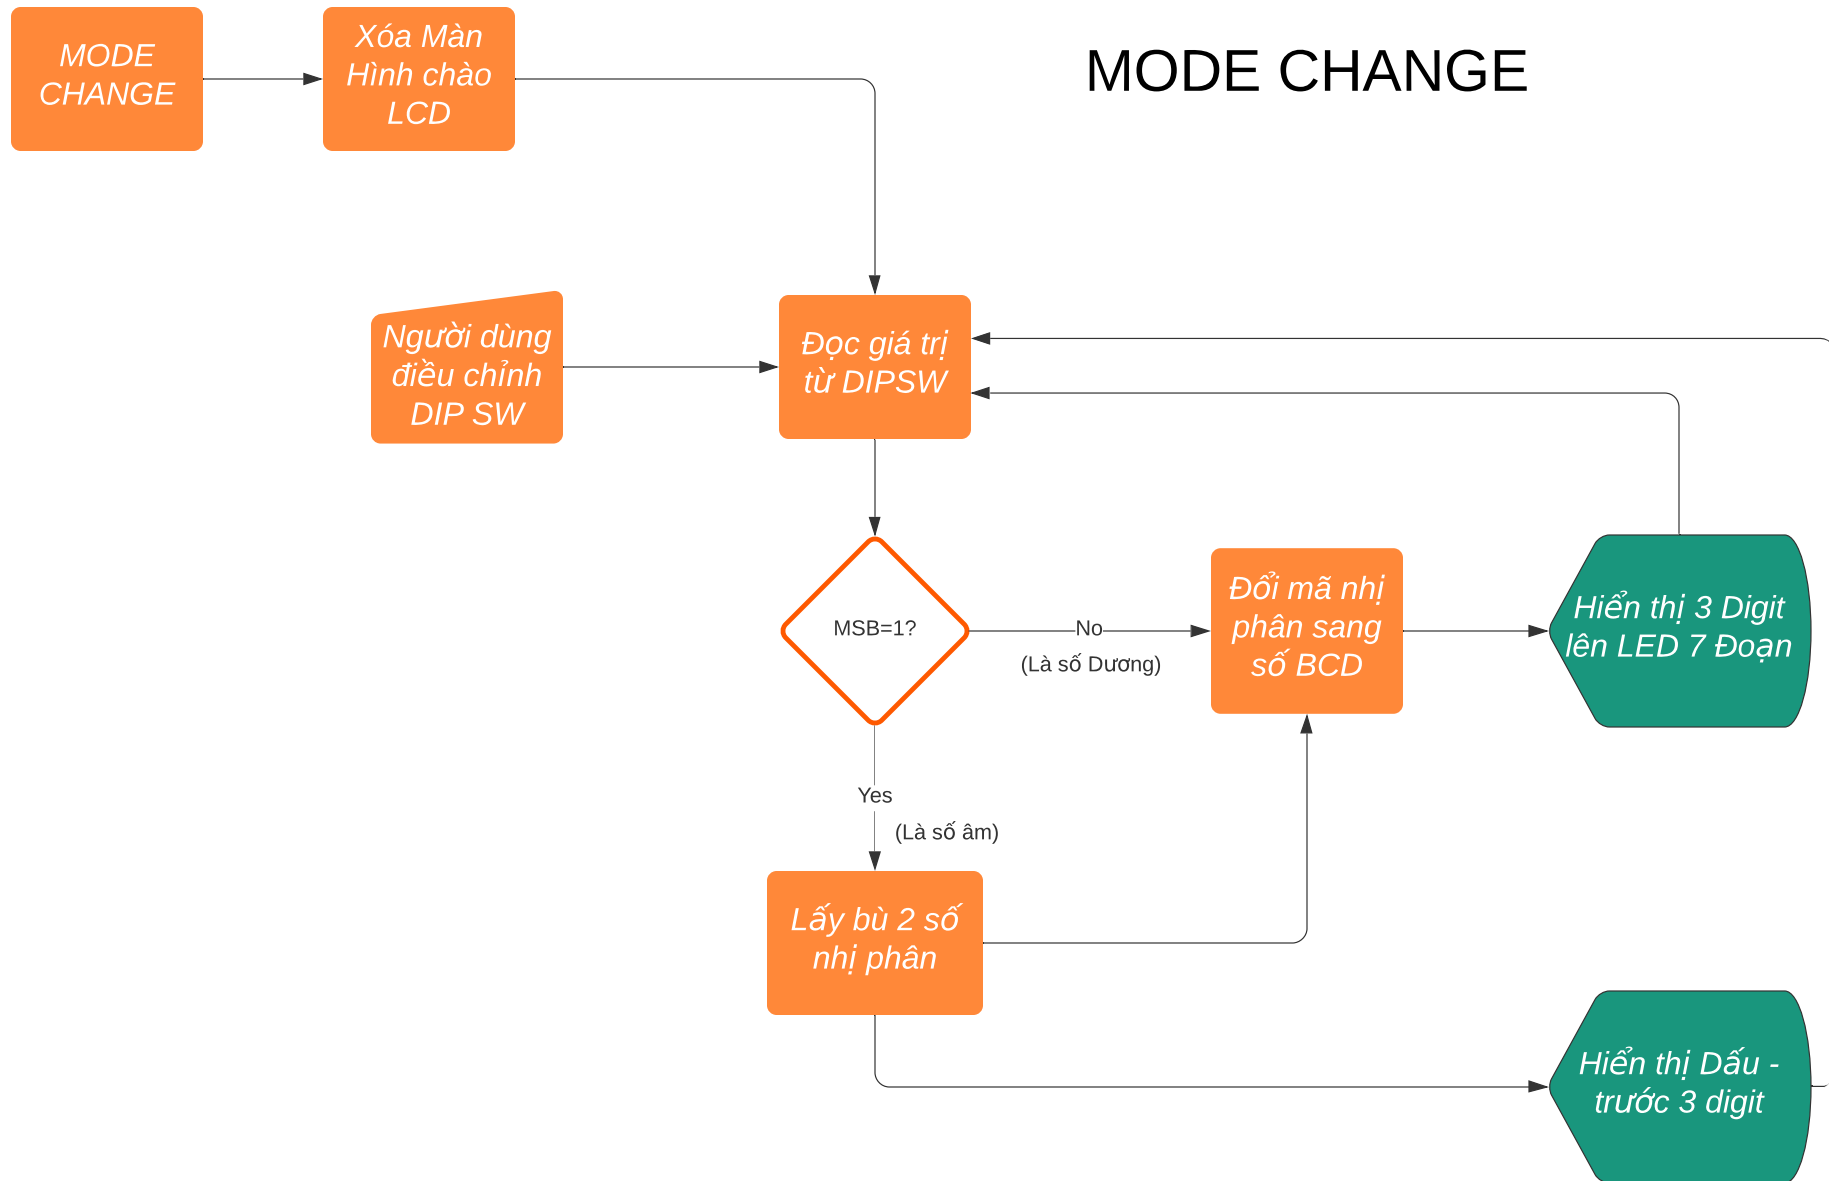 MODE
CHANGE
Xóa Màn
Hình chào
LCD
MODE CHANGE
Người dùng
điều chỉnh
DIP SW
Đọc giá trị
từ DIPSW
MSB=1?
No
(Là số Dương)
Đổi mã nhị
phân sang
số BCD
Hiển thị 3 Digit
lên LED 7 Đoạn
Yes
(Là số âm)
Lấy bù 2 số
nhị phân
Hiển thị Dấu -
trước 3 digit